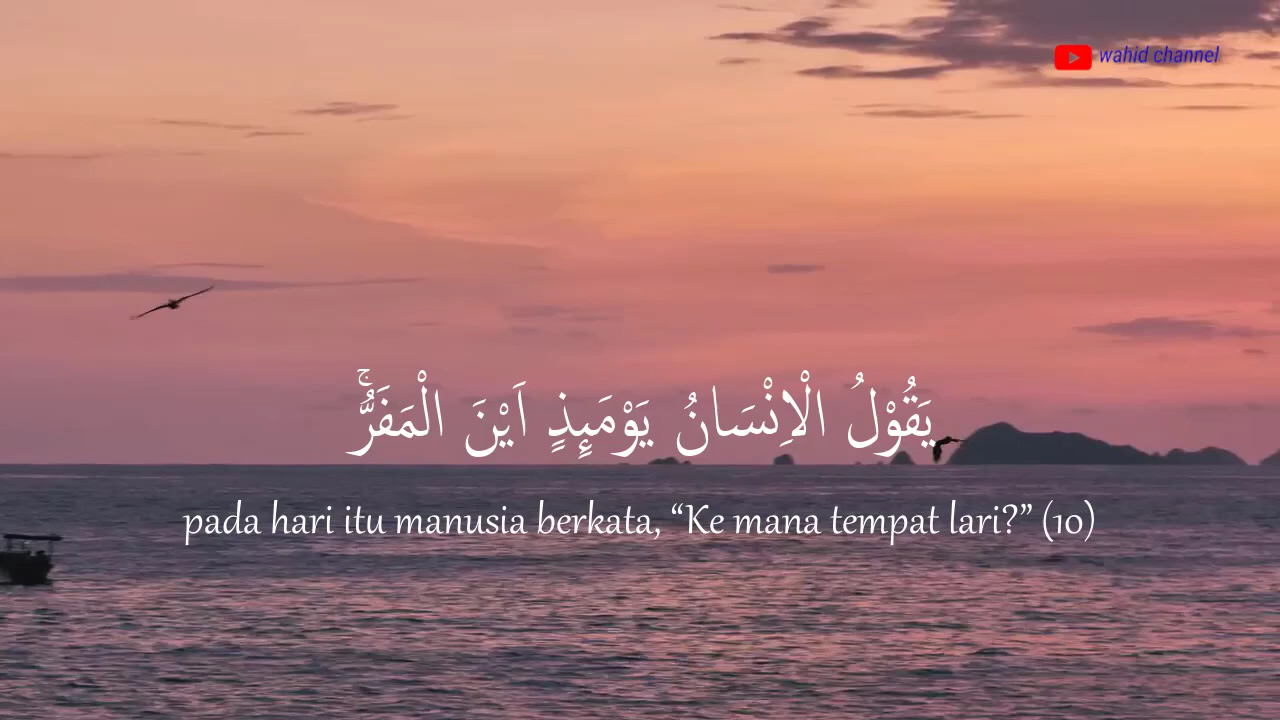 wahid channel
يَقُوْلُ الْاِنْسَانُ يَوْمَىِٕذٍ اَيْنَ الْمَفَرُّۚ
pada hari itu manusia berkata, “Ke mana tempat lari?” (10)